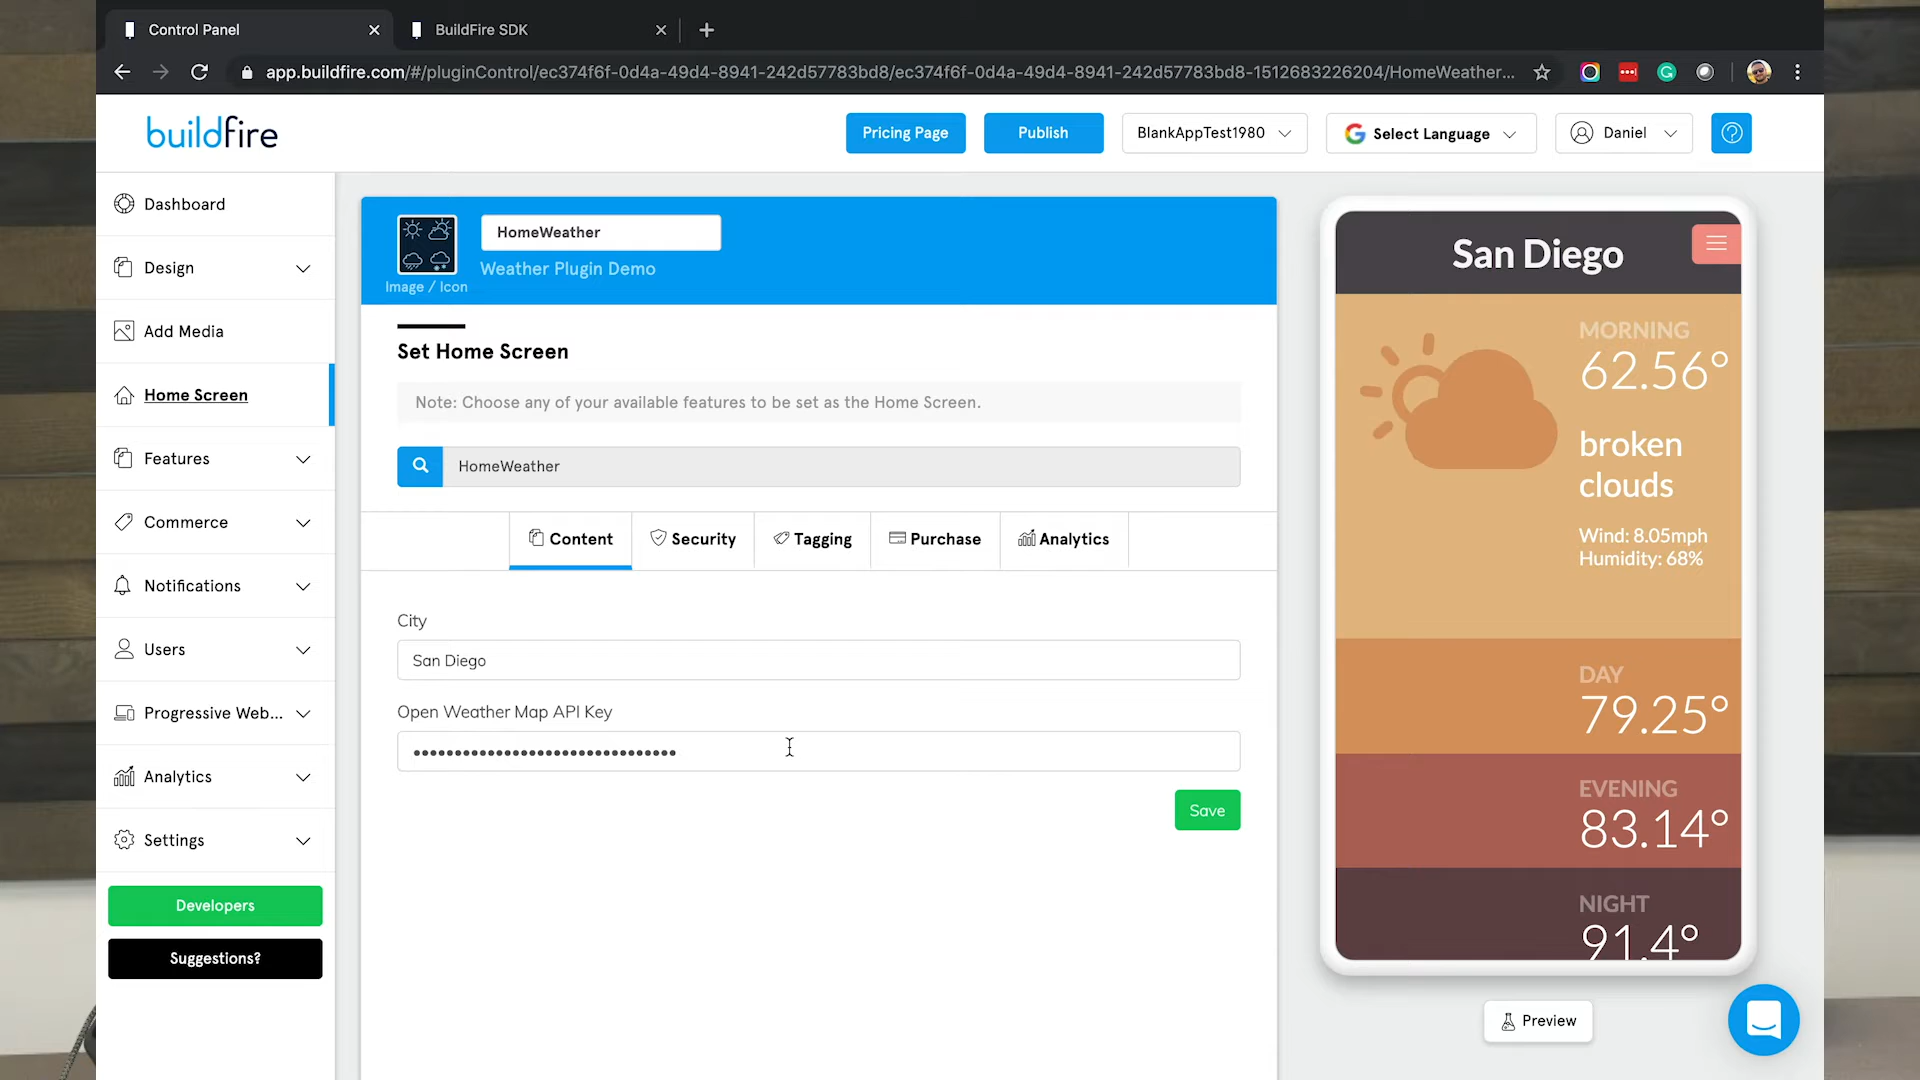 Control Panel
BuildFire SDK
app.buildfire.com/#/pluginControl/ec374f6f-0d4a-49d4-8941-242d57783bd8/ec374f6f-0d4a-49d4-8941-242d57783bd8-1512683226204/HomeWeather...
buildfire
Pricing Page
Publish
BlankAppTest1980
Select Language
Daniel
Dashboard
Design
Add Media
Home Screen
Features
Commerce
Notifications
Users
Progressive Web...
Analytics
Settings
Developers
Suggestions?
HomeWeather
Weather Plugin Demo
Image / Icon
Set Home Screen
Note: Choose any of your available features to be set as the Home Screen.
HomeWeather
Content
Security
Tagging
Purchase
Analytics
City
San Diego
Open Weather Map API Key
Save
San Diego
MORNING
62.56°
broken
clouds
Wind: 8.05mph
Humidity: 68%
DAY
79.25°
EVENING
83.14°
NIGHT
91.4°
Preview